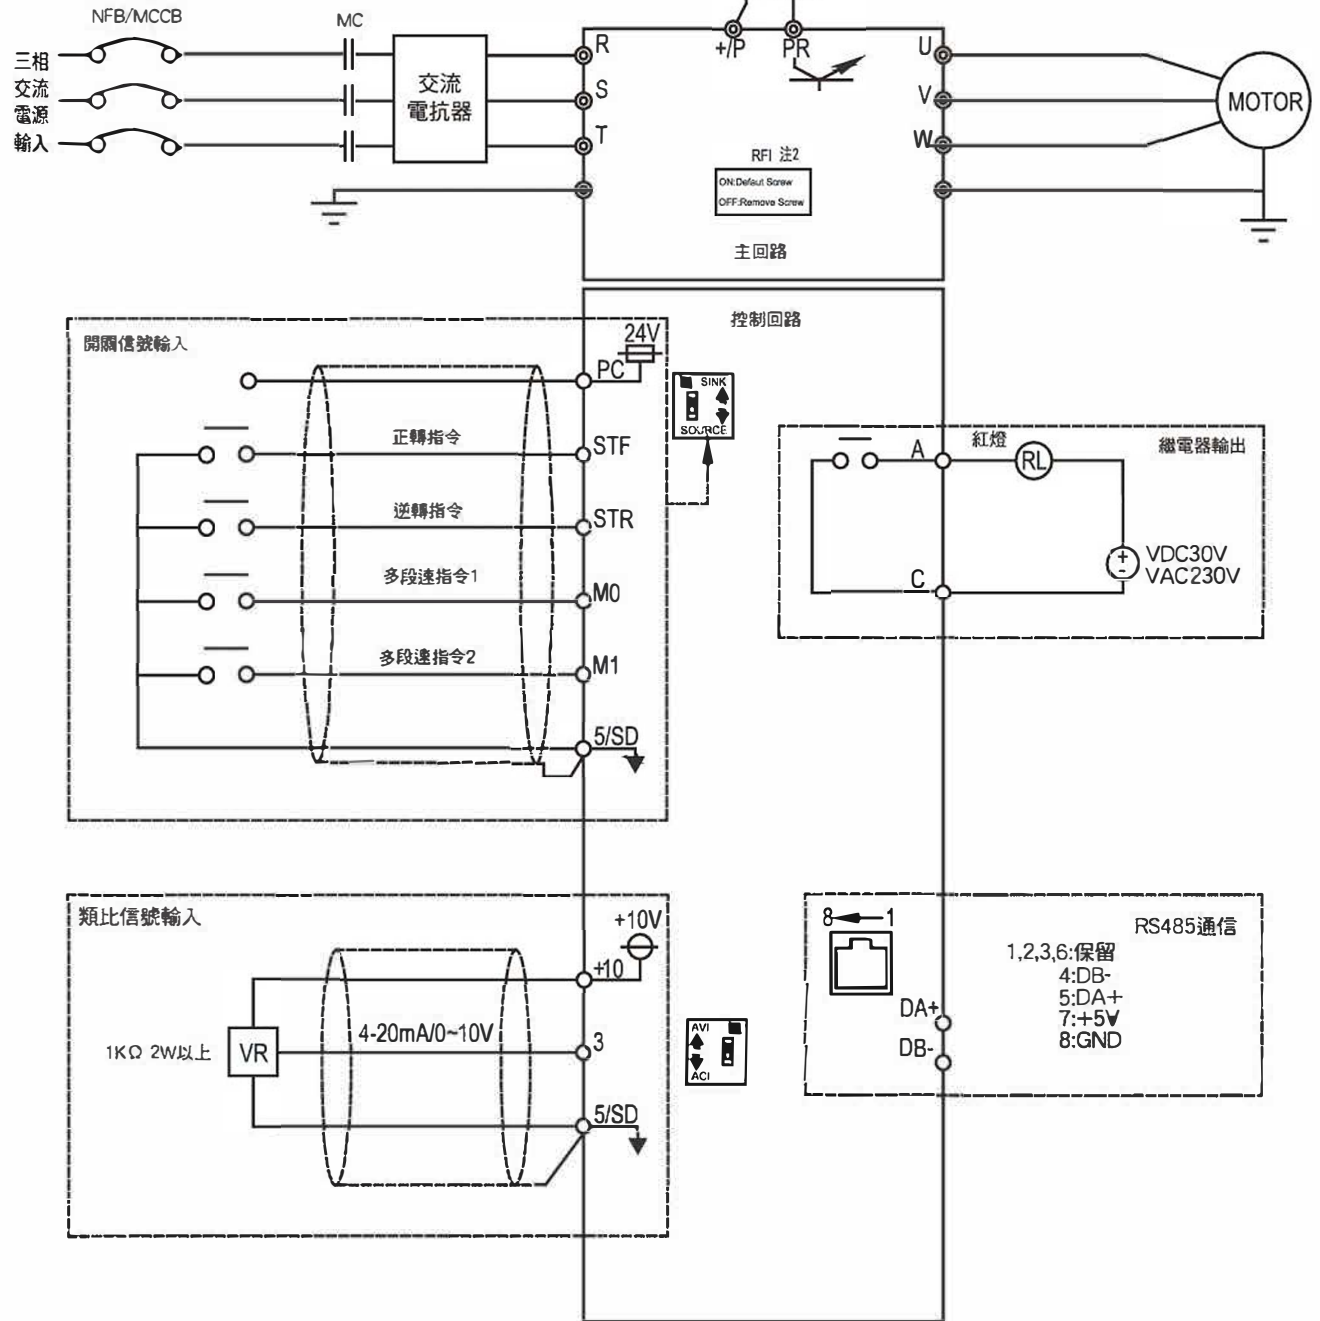 NFB/MCCB
MC
三相
交流
電源
輸入
交流
電抗器
R
S
T
+/P
PR
U
V
W
MOTOR
RFI 注2
ON:Defaut Screw
OFF:Remove Screw
主回路
控制回路
開關信號輸入
24V
PC
SINK
SOURCE
正轉指令
STF
逆轉指令
STR
多段速指令1
M0
多段速指令2
M1
5/SD
A
紅燈
RL
繼電器輸出
C
+
-
VDC30V
VAC230V
類比信號輸入
+10V
+10
1KΩ 2W以上
VR
4-20mA/0~10V
3
5/SD
AVI
ACI
8
1
RS485通信
1,2,3,6:保留
4:DB-
5:DA+
7:+5V
8:GND
DA+
DB-